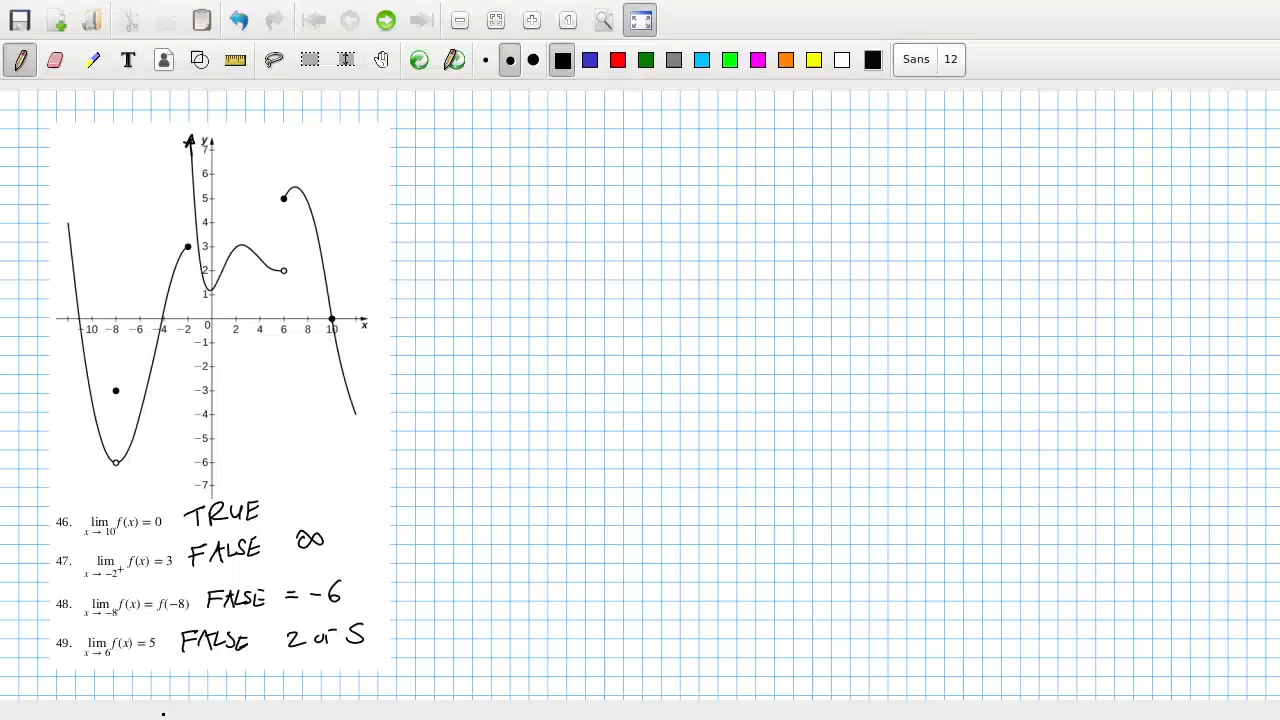 Sans 12
y
7
6
5
4
3
2
1
−10 −8 −6 −4 −2 0 2 4 6 8 10 x
−1
−2
−3
−4
−5
−6
−7
46. lim x → 10 f(x) = 0 TRUE
47. lim x → −2⁺ f(x) = 3 FALSE ∞
48. lim x → −8 f(x) = f(−8) FALSE = −6
49. lim x → 6 f(x) = 5 FALSE 2 or 5